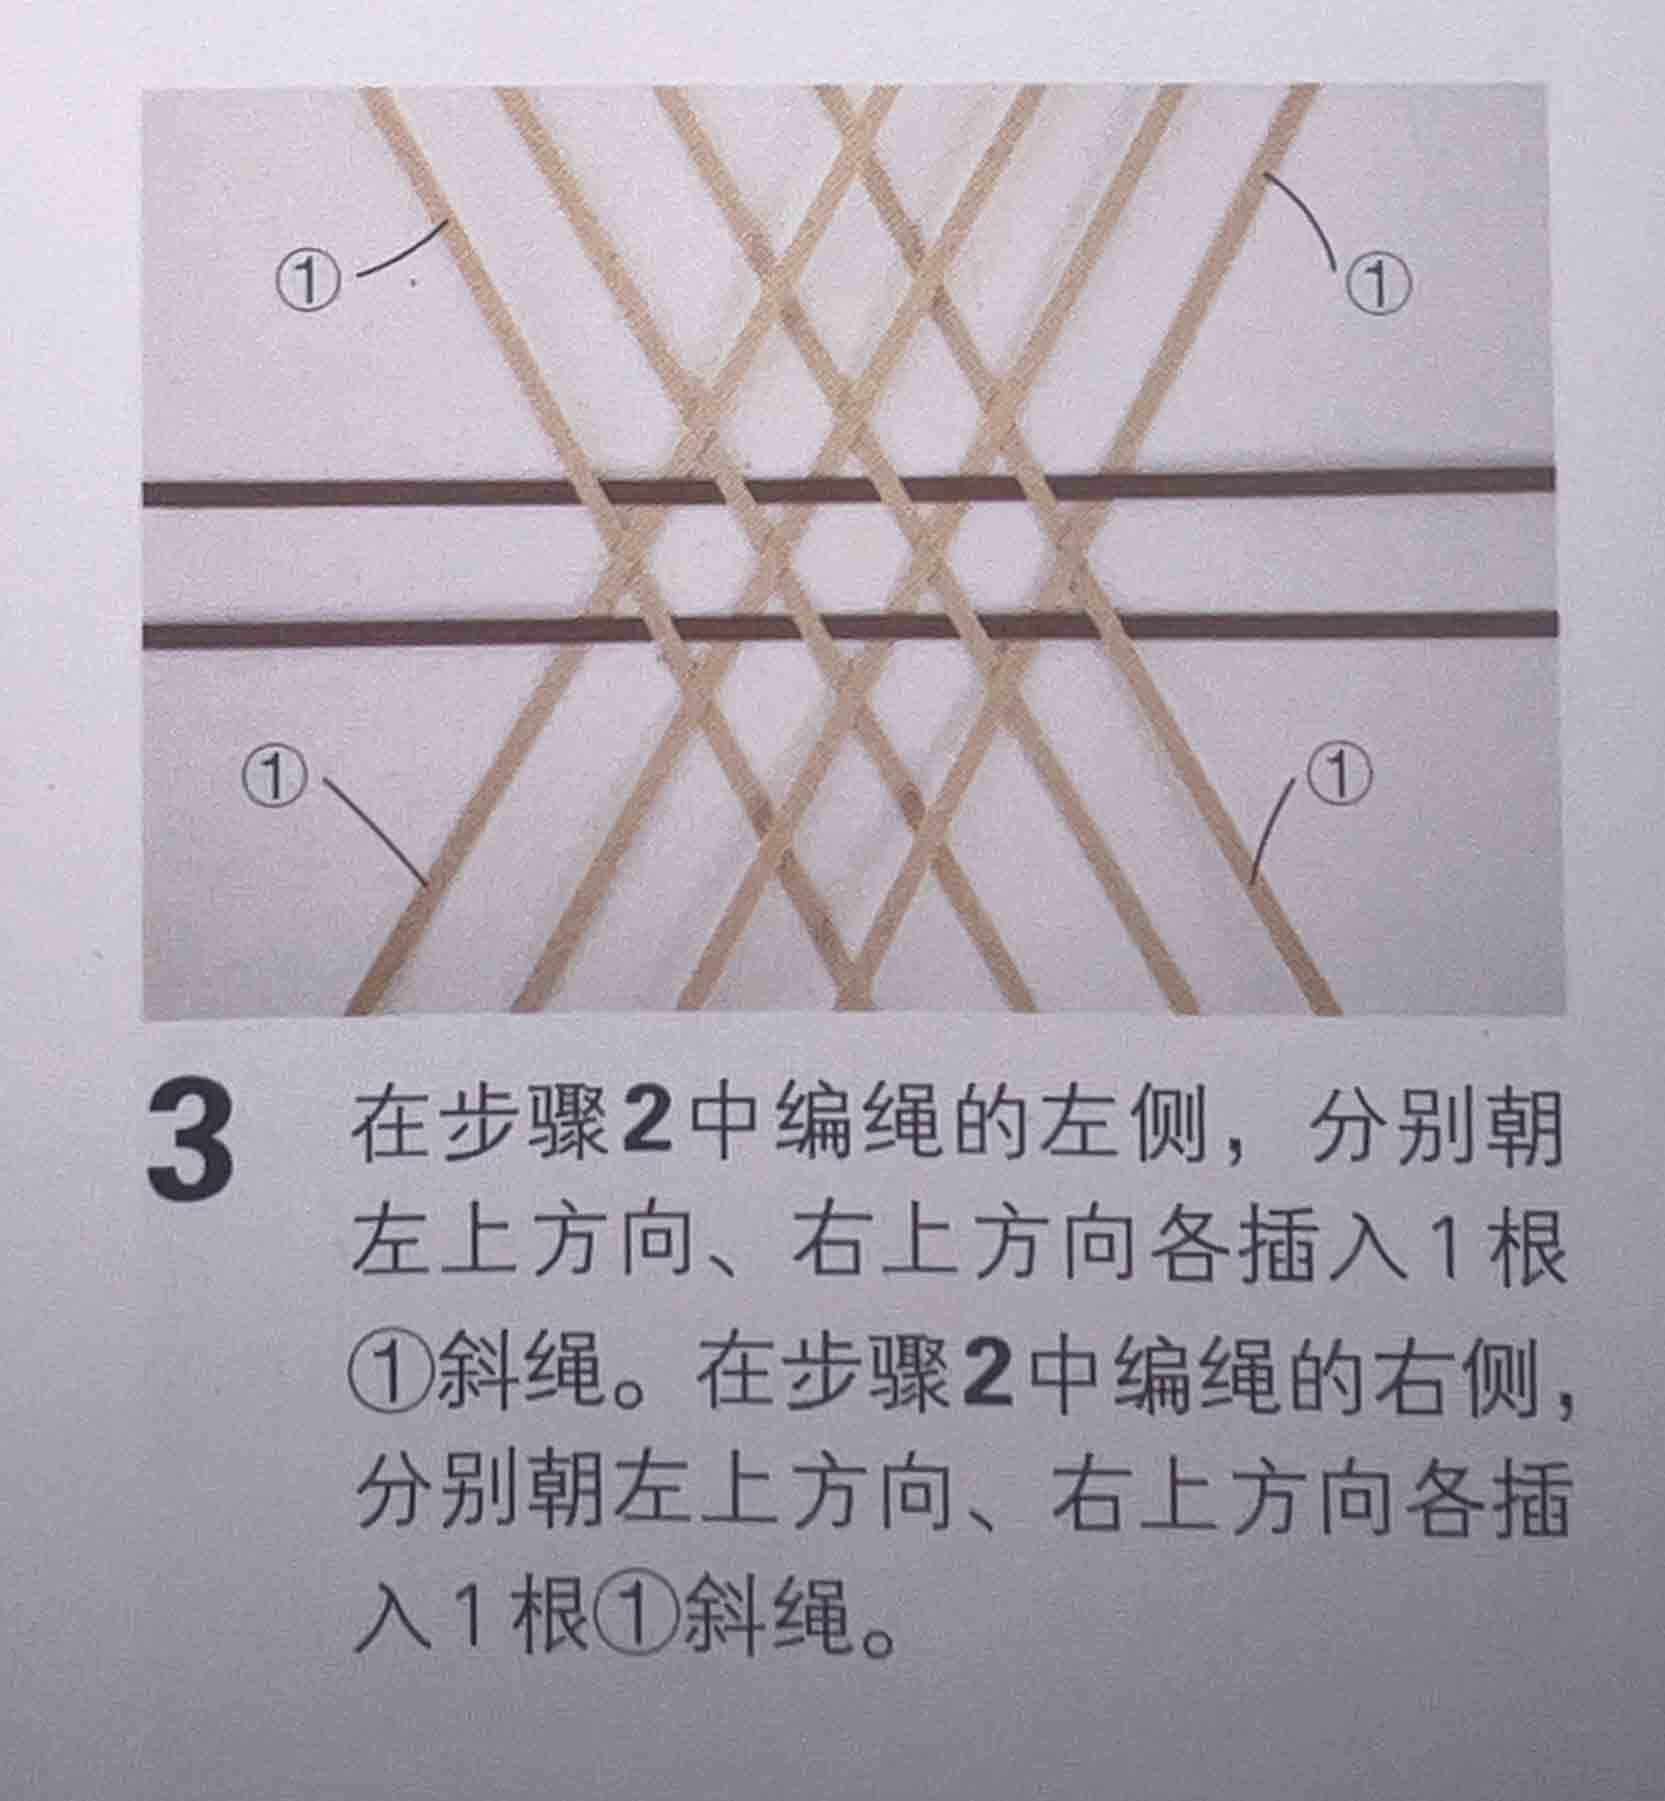 ①
①
①
①
3 在步骤2中编绳的左侧，分别朝
左上方向、右上方向各插入1根
①斜绳。在步骤2中编绳的右侧，
分别朝左上方向、右上方向各插
入1根①斜绳。